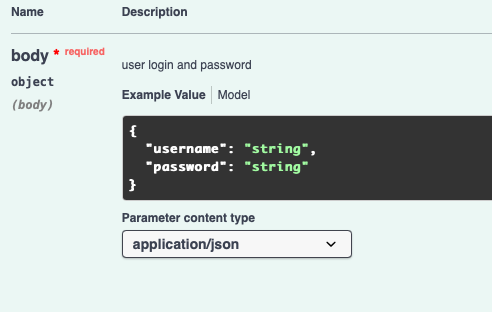 Name Description
body * required
object
(body)
user login and password
Example Value Model
{
"username": "string",
"password": "string"
}
Parameter content type
application/json